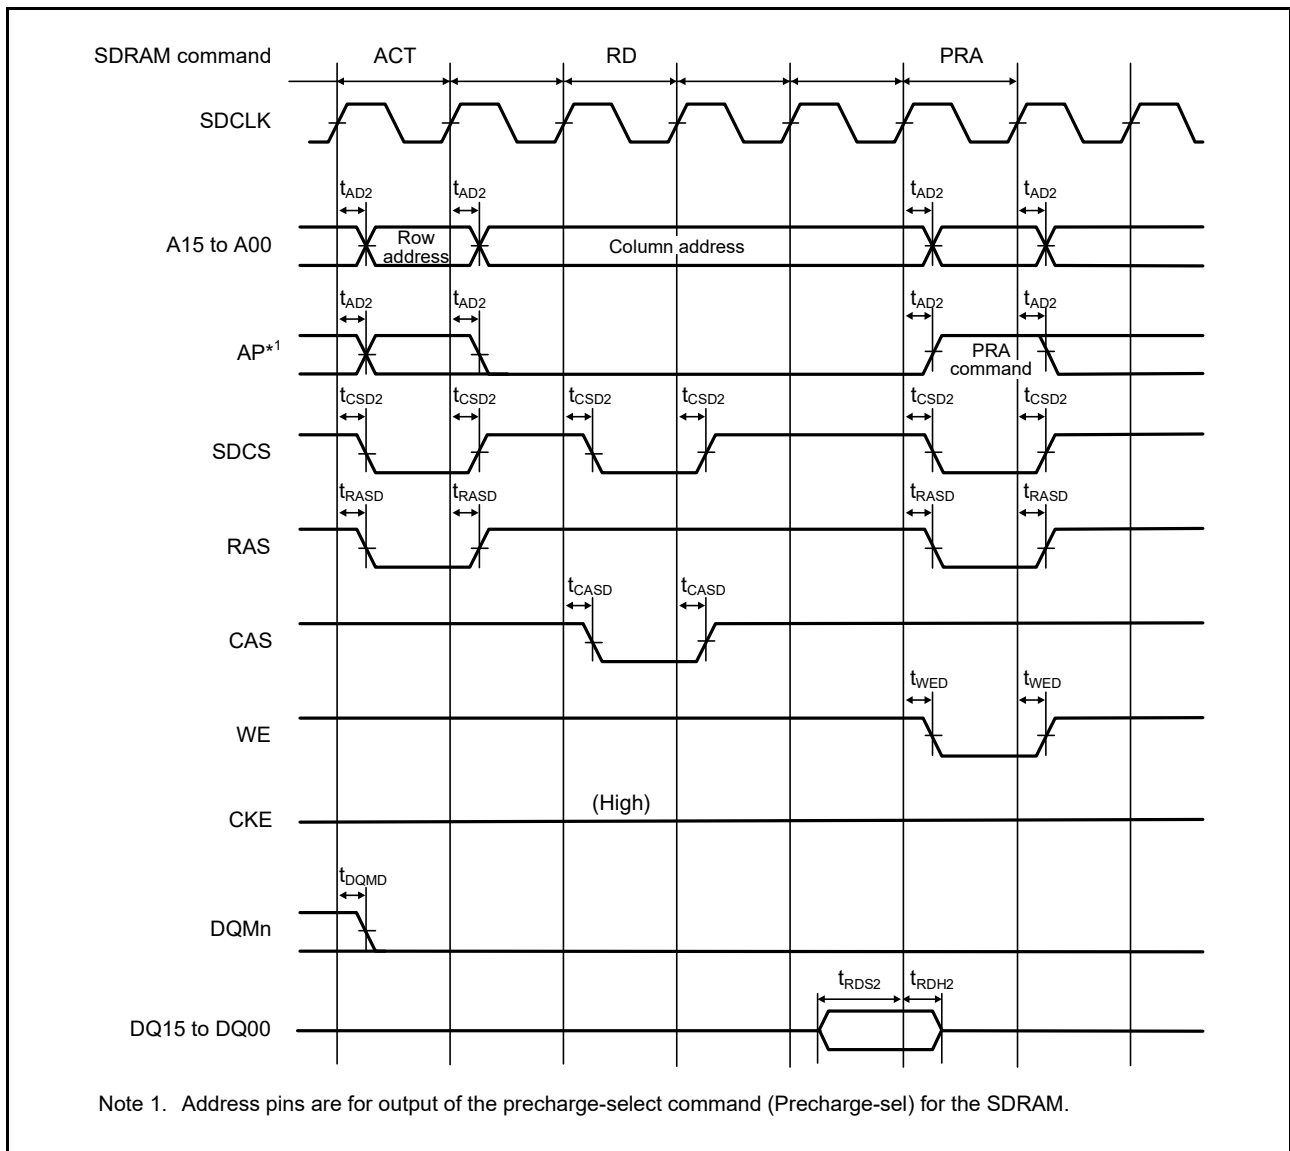 SDRAM command ACT RD PRA
SDCLK
tAD2 tAD2 tAD2 tAD2
A15 to A00 Row address Column address
tAD2 tAD2 tAD2 tAD2
AP*1 PRA command
tCSD2 tCSD2 tCSD2 tCSD2 tCSD2 tCSD2
SDCS
tRASD tRASD tRASD tRASD
RAS
tCASD tCASD
CAS
tWED tWED
WE
(High)
CKE
tDQMD
DQMn
tRDS2 tRDH2
DQ15 to DQ00
Note 1. Address pins are for output of the precharge-select command (Precharge-sel) for the SDRAM.